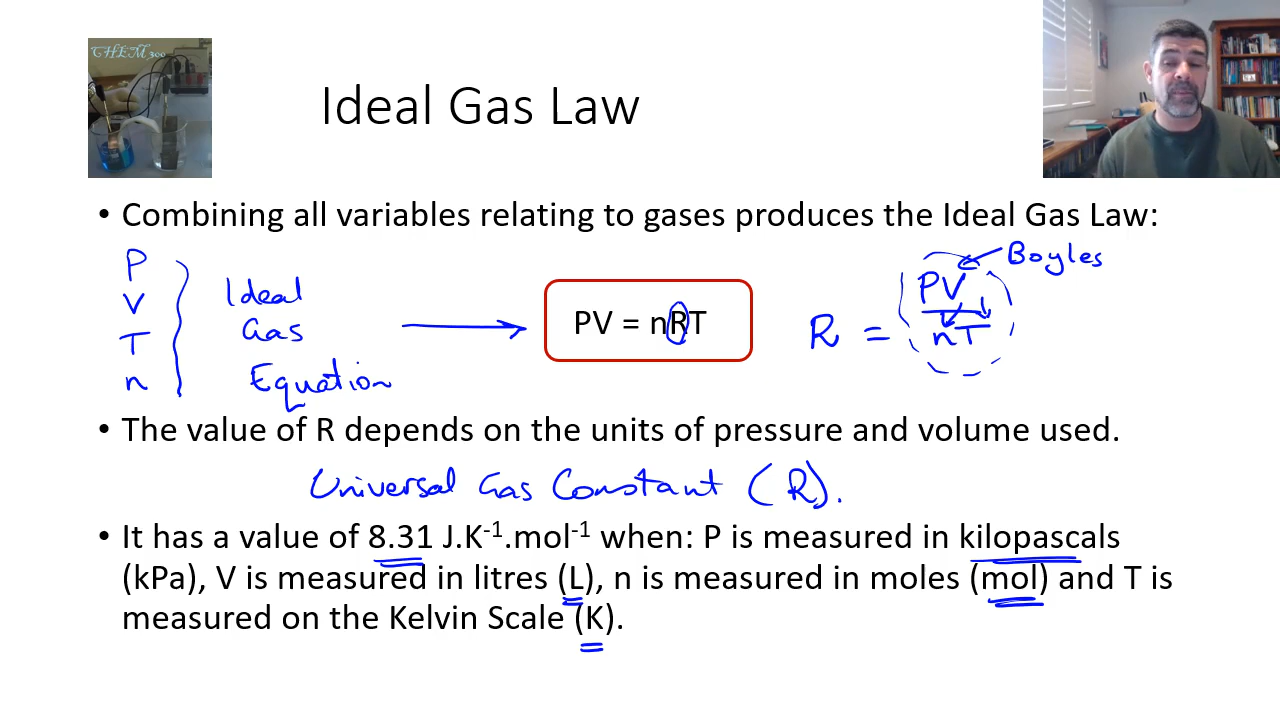 CHEM300
Ideal Gas Law
• Combining all variables relating to gases produces the Ideal Gas Law:
P
V
T
n
Ideal
Gas
Equation
PV = nRT
R = PV
nT
Boyles
• The value of R depends on the units of pressure and volume used.
Universal Gas Constant (R).
• It has a value of 8.31 J.K⁻¹.mol⁻¹ when: P is measured in kilopascals
(kPa), V is measured in litres (L), n is measured in moles (mol) and T is
measured on the Kelvin Scale (K).